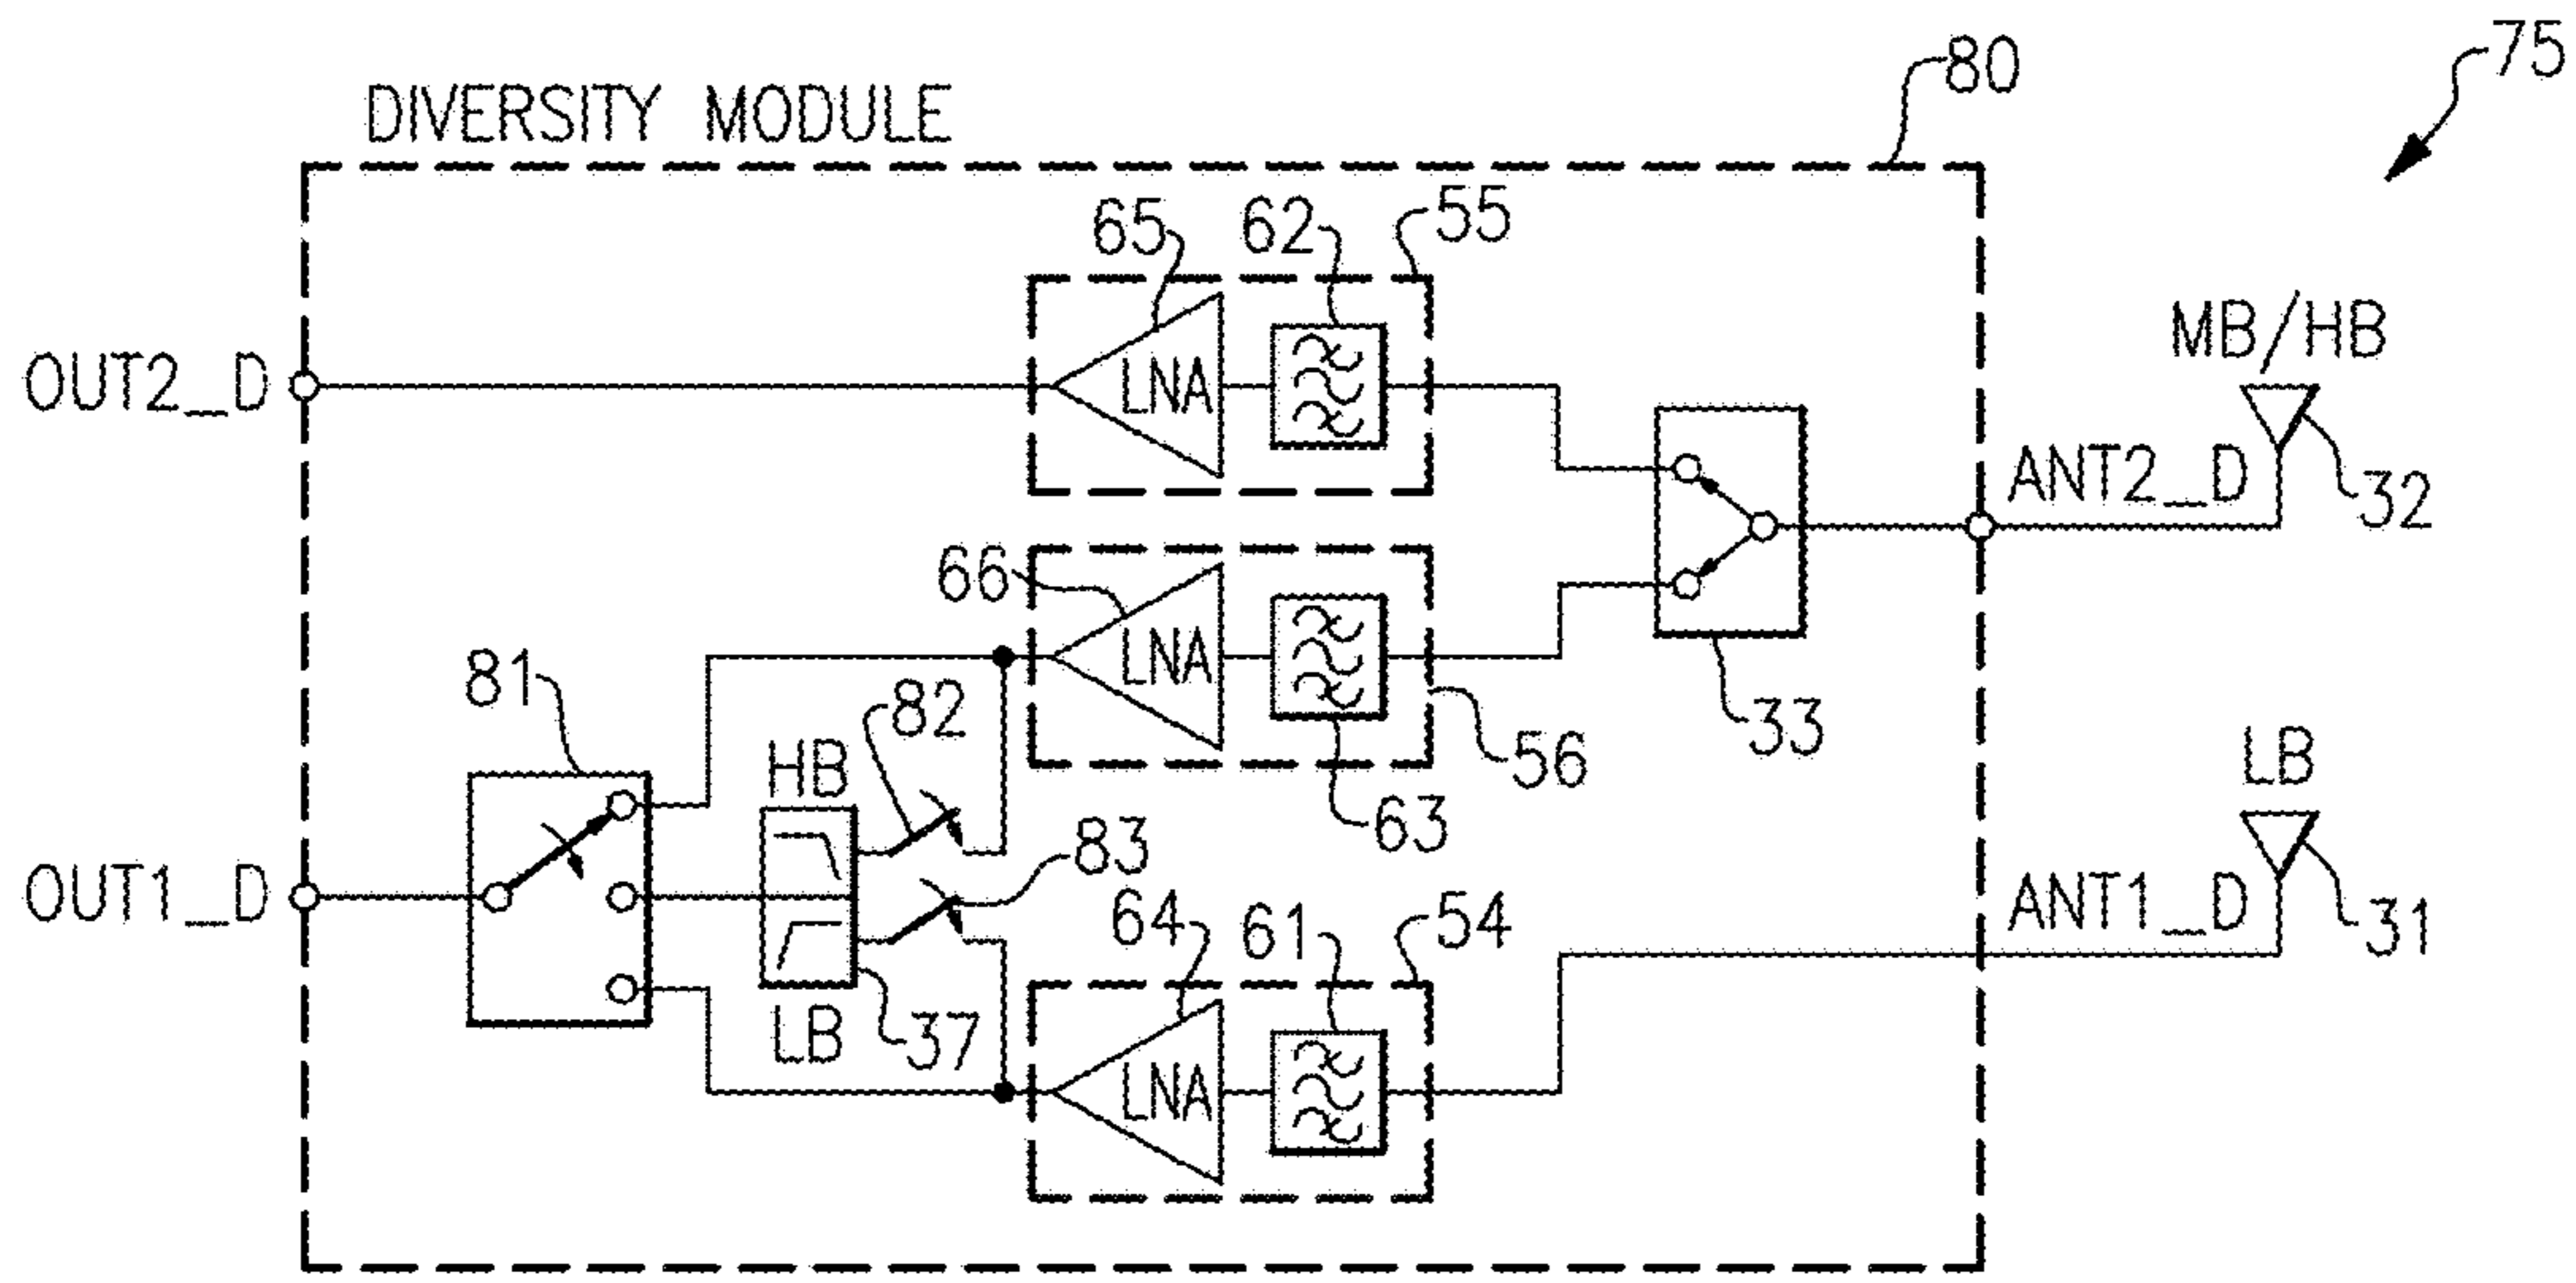 75
80
DIVERSITY MODULE
65
62
55
MB/HB
OUT2_D
LNA
ANT2_D
32
66
LNA
81
82
33
56
HB
LB
63
83
OUT1_D
64
61
54
ANT1_D
31
LB
37
LNA